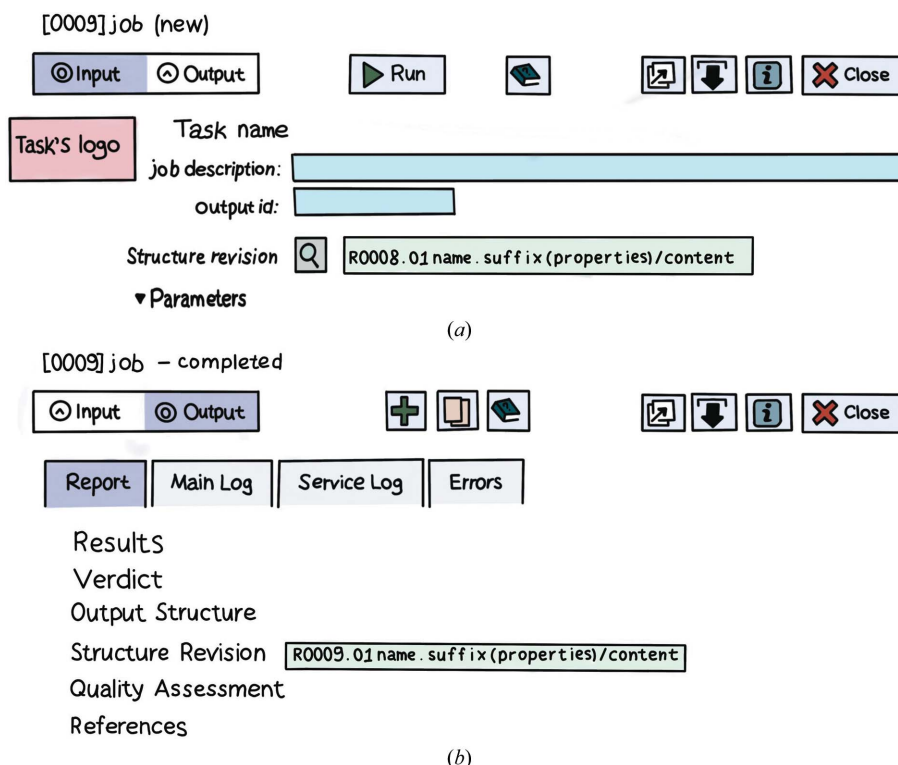 [0009] job (new)
Input Output Run Close
Task's logo
Task name
job description:
output id:
Structure revision R0008.01 name.suffix(properties)/content
▾Parameters
(a)
[0009] job – completed
Input Output Close
Report Main Log Service Log Errors
Results
Verdict
Output Structure
Structure Revision R0009.01 name.suffix(properties)/content
Quality Assessment
References
(b)